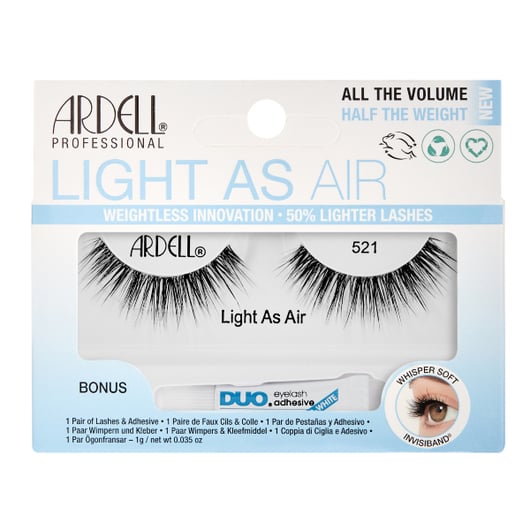 ARDELL®
PROFESSIONAL
ALL THE VOLUME
HALF THE WEIGHT
NEW
LIGHT AS AIR
WEIGHTLESS INNOVATION • 50% LIGHTER LASHES
ARDELL®
521
Light As Air
BONUS
DUO® eyelash adhesive WHITE
WHISPER SOFT
INVISIBAND®
1 Pair of Lashes & Adhesive • 1 Paire de Faux Cils & Colle • 1 Par de Pestañas y Adhesivo •
1 Paar Wimpern und Kleber • 1 Paar Wimpers & Kleefmiddel • 1 Coppia di Ciglia e Adesivo •
1 Par Ögonfransar – 1g / net wt 0.035 oz